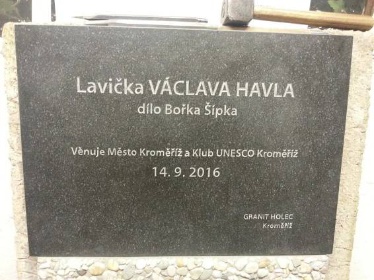 Lavička VÁCLAVA HAVLA
dílo Bořka Šípka
Věnuje Město Kroměříž a Klub UNESCO Kroměříž
14. 9. 2016
GRANIT HOLEC
Kroměříž